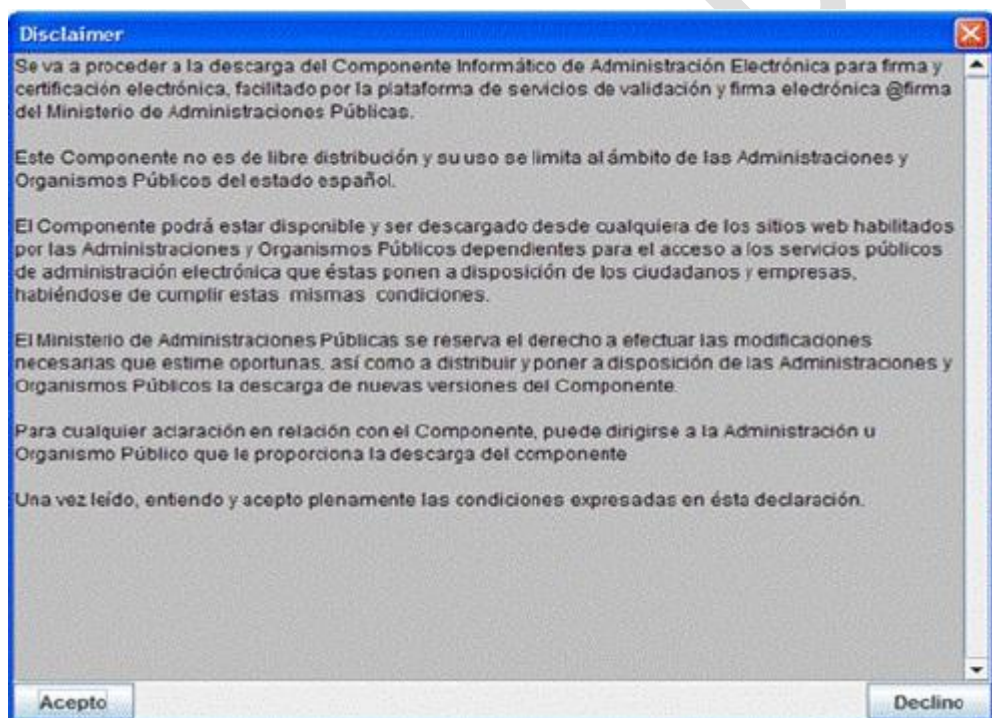 Disclaimer
Se va a proceder a la descarga del Componente Informático de Administración Electrónica para firma y
certificación electrónica, facilitado por la plataforma de servicios de validación y firma electrónica @firma
del Ministerio de Administraciones Públicas.
Este Componente no es de libre distribución y su uso se limita al ámbito de las Administraciones y
Organismos Públicos del estado español.
El Componente podrá estar disponible y ser descargado desde cualquiera de los sitios web habilitados
por las Administraciones y Organismos Públicos dependientes para el acceso a los servicios públicos
de administración electrónica que éstas ponen a disposición de los ciudadanos y empresas,
habiéndose de cumplir estas mismas condiciones.
El Ministerio de Administraciones Públicas se reserva el derecho a efectuar las modificaciones
necesarias que estime oportunas, así como a distribuir y poner a disposición de las Administraciones y
Organismos Públicos la descarga de nuevas versiones del Componente.
Para cualquier aclaración en relación con el Componente, puede dirigirse a la Administración u
Organismo Público que le proporciona la descarga del componente
Una vez leído, entiendo y acepto plenamente las condiciones expresadas en ésta declaración.
Acepto
Declino